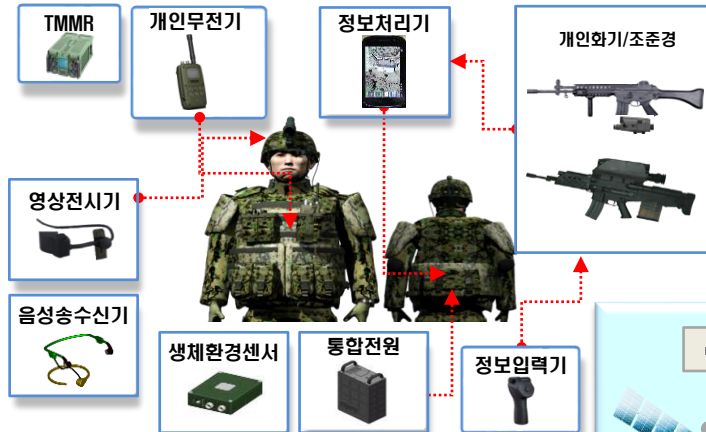 TMMR
개인무전기
정보처리기
개인화기/조준경
영상전시기
음성송수신기
생체환경센서
통합전원
정보입력기